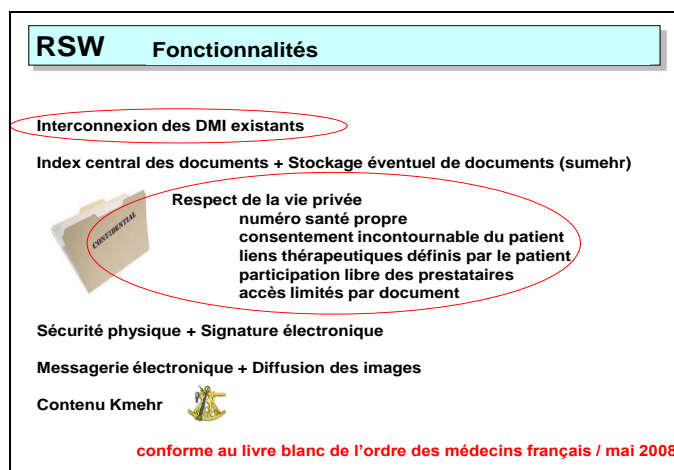 RSW Fonctionnalités
Interconnexion des DMI existants
Index central des documents + Stockage éventuel de documents (sumehr)
CONFIDENTIAL
Respect de la vie privée
numéro santé propre
consentement incontournable du patient
liens thérapeutiques définis par le patient
participation libre des prestataires
accès limités par document
Sécurité physique + Signature électronique
Messagerie électronique + Diffusion des images
Contenu Kmehr
conforme au livre blanc de l'ordre des médecins français / mai 2008